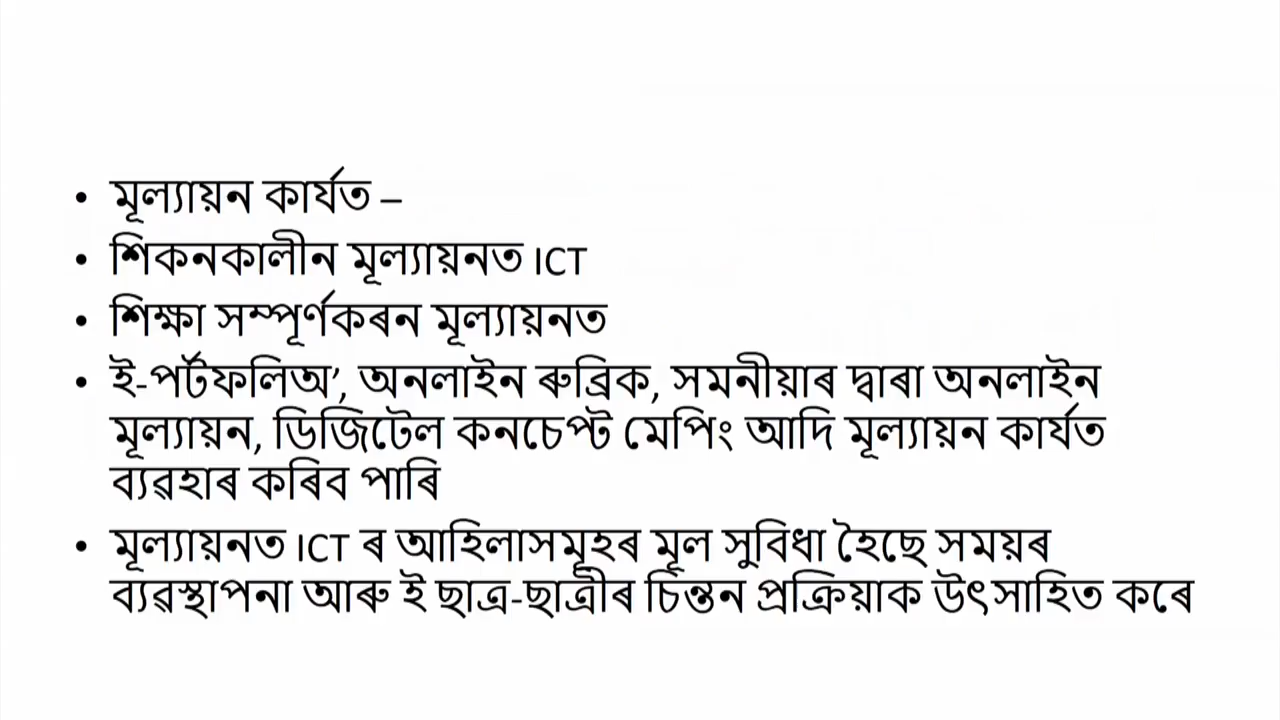 • মূল্যায়ন কাৰ্যত –
• শিকনকালীন মূল্যায়নত ICT
• শিক্ষা সম্পূৰ্ণকৰন মূল্যায়নত
• ই-পৰ্টফলিঅ’, অনলাইন ৰুব্ৰিক, সমনীয়াৰ দ্বাৰা অনলাইন
মূল্যায়ন, ডিজিটেল কনচেপ্ট মেপিং আদি মূল্যায়ন কাৰ্যত
ব্যৱহাৰ কৰিব পাৰি
• মূল্যায়নত ICT ৰ আহিলাসমূহৰ মূল সুবিধা হৈছে সময়ৰ
ব্যৱস্থাপনা আৰু ই ছাত্ৰ-ছাত্ৰীৰ চিন্তন প্ৰক্ৰিয়াক উৎসাহিত কৰে